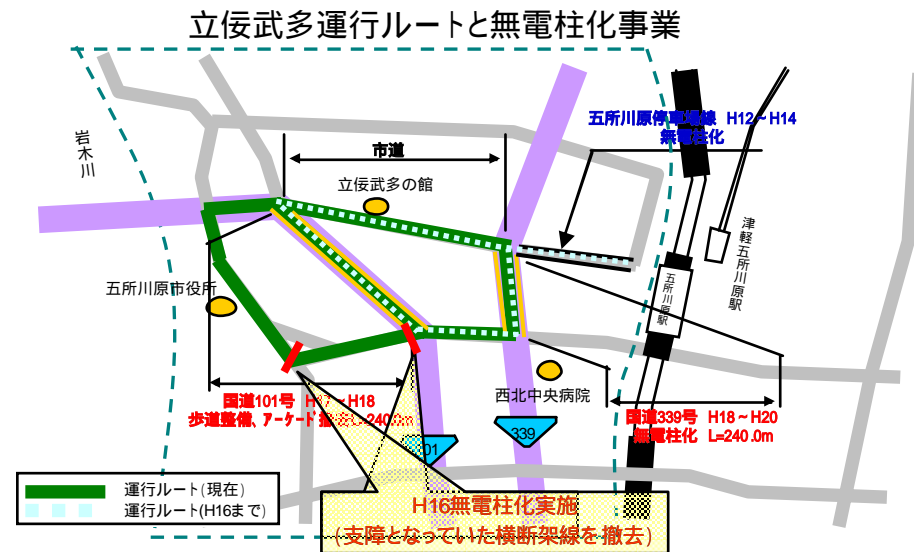 立佞武多運行ルートと無電柱化事業
五所川原停車場線 H12~H14
無電柱化
岩木川
市道
立佞武多の館
津軽五所川原駅
五所川原駅
五所川原市役所
西北中央病院
国道101号
H18
歩道整備、アーケード
国道339号 H18~H20
無電柱化 L=240.0m
339
01
運行ルート(現在)
運行ルート(H16まで)
H16無電柱化実施
(支障となっていた横断架線を撤去)